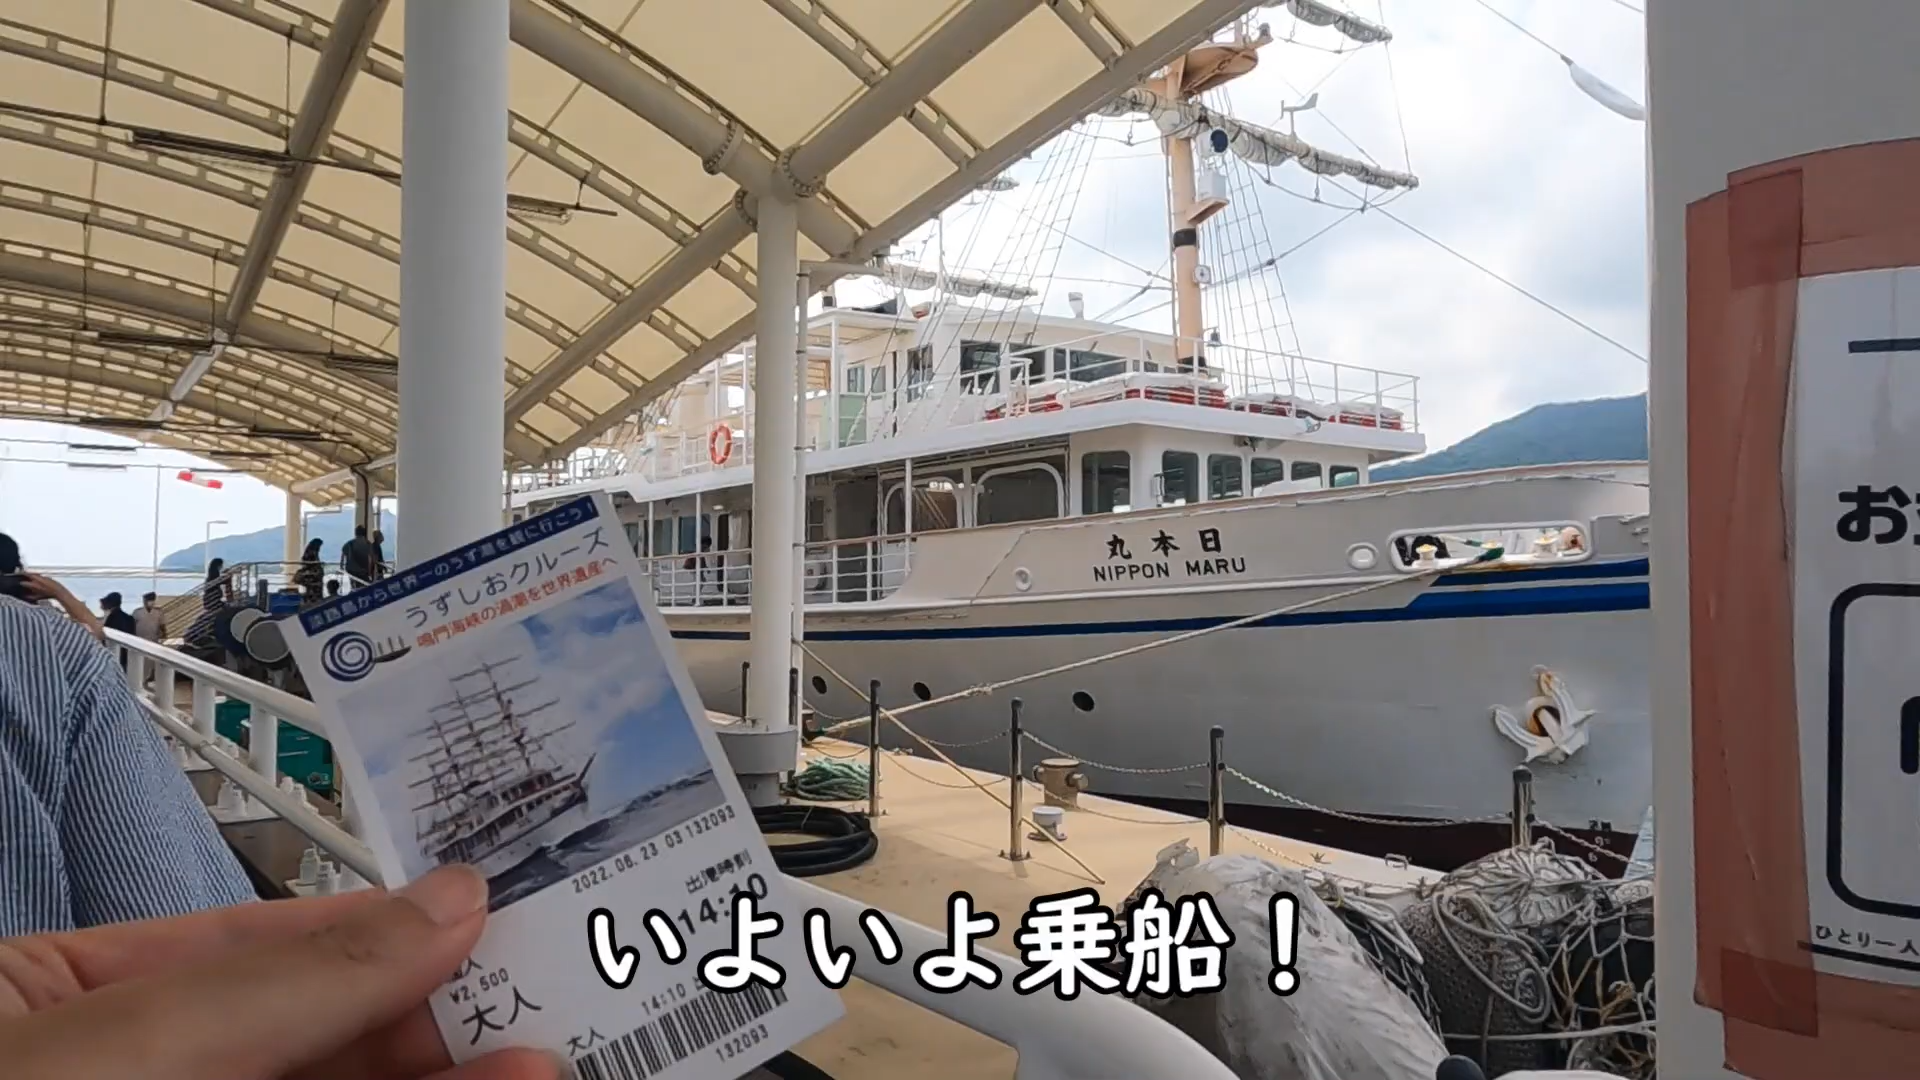 丸本日
NIPPON MARU
淡路島から世界一のうず潮を観に行こう！
うずしおクルーズ
鳴門海峡の渦潮を世界遺産へ
2022.06.23 03 132093
出港時刻
14:10
¥2,500
大人
大人
14:10
132093
いよいよ乗船！
お
ひとり一人